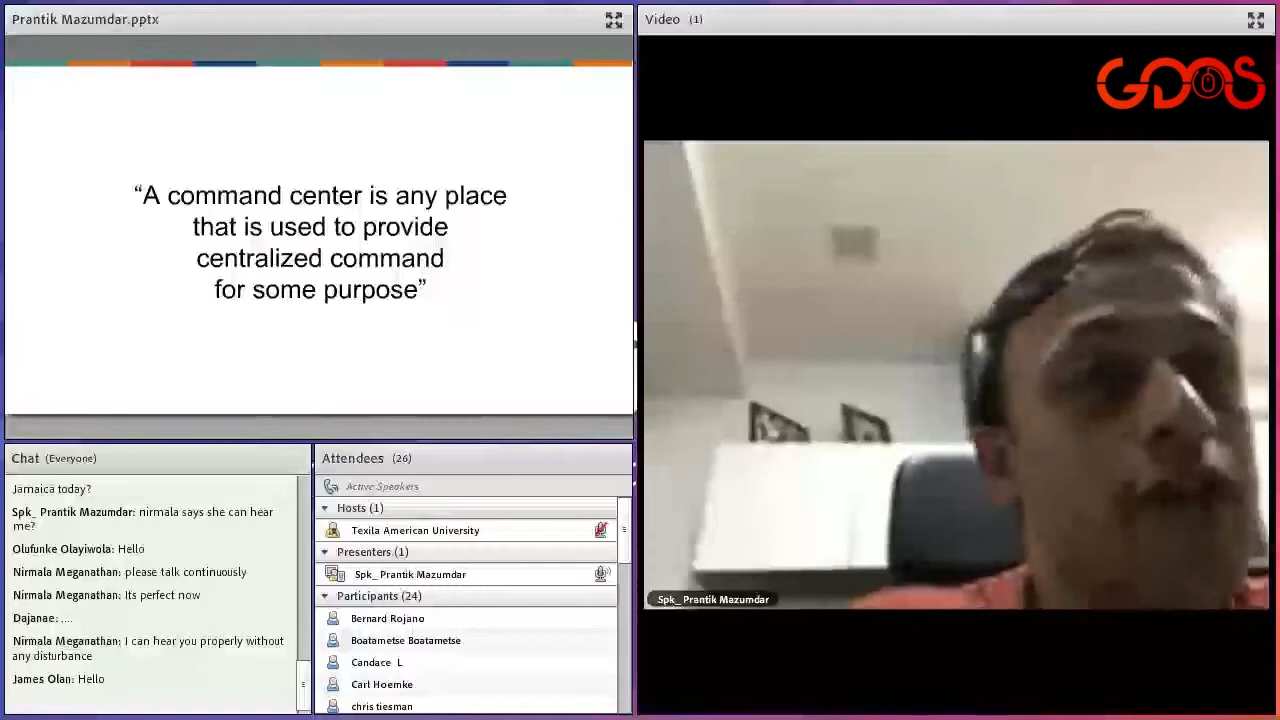 Prantik Mazumdar.pptx
“A command center is any place
that is used to provide
centralized command
for some purpose”
Chat (Everyone)
Jamaica today?
Spk_ Prantik Mazumdar: nirmala says she can hear
me?
Olufunke Olayiwola: Hello
Nirmala Meganathan: please talk continuously
Nirmala Meganathan: Its perfect now
Dajanae: ....
Nirmala Meganathan: I can hear you properly without
any disturbance
James Olan: Hello
Attendees (26)
Active Speakers
Hosts (1)
Texila American University
Presenters (1)
Spk_ Prantik Mazumdar
Participants (24)
Bernard Rojano
Boatametse Boatametse
Candace L
Carl Hoemke
chris tiesman
Video (1)
GDOS
Spk_ Prantik Mazumdar